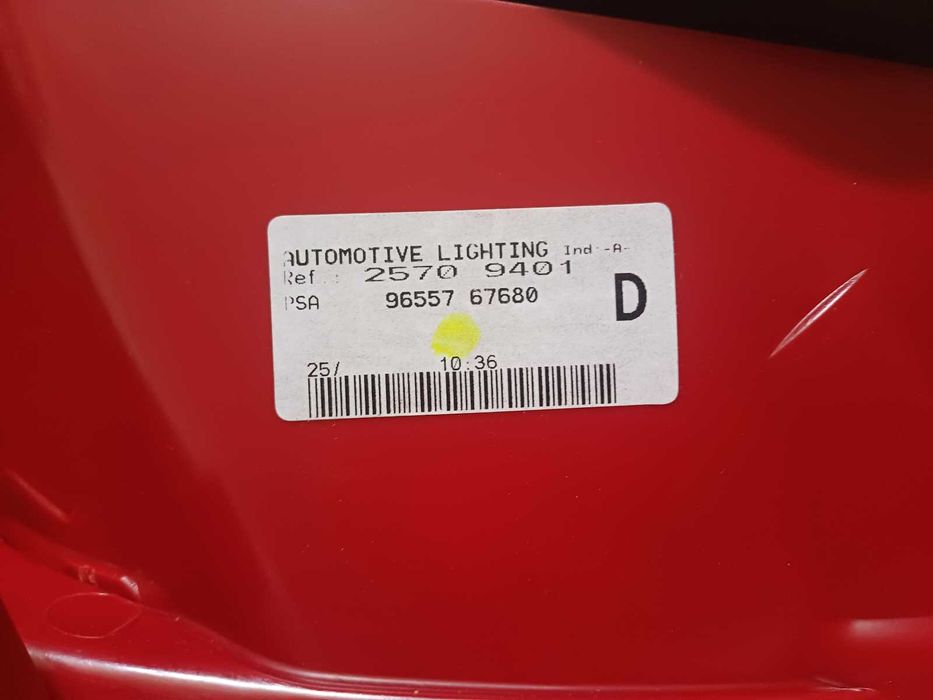 AUTOMOTIVE LIGHTING Ind -A-
Ref.: 2570 9401
PSA 96557 67680
D
25/ 10:36